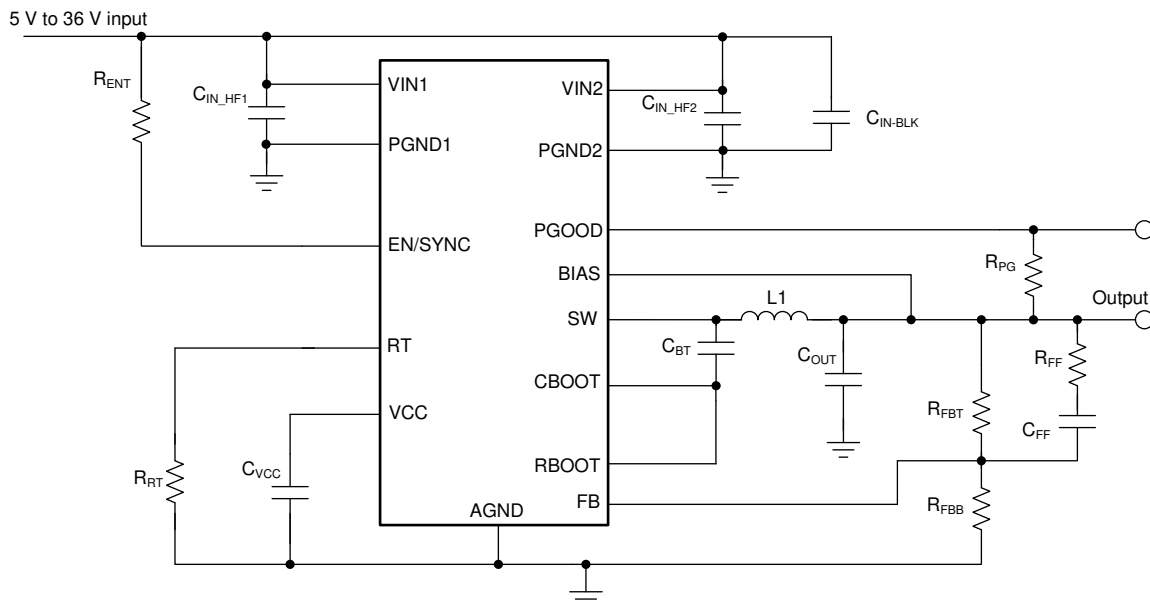 5 V to 36 V input
R_ENT
C_IN_HF1
VIN1
VIN2
C_IN_HF2
C_IN-BLK
PGND1
PGND2
EN/SYNC
PGOOD
R_PG
BIAS
L1
Output
SW
RT
C_BT
C_OUT
R_FF
CBOOT
VCC
R_FBT
C_FF
R_RT
C_VCC
RBOOT
FB
AGND
R_FBB